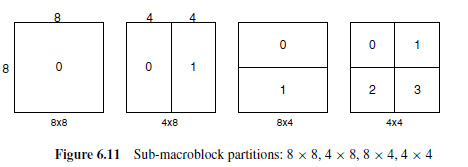 8 4 4
8 0 0 1 0 0 1
1 2 3
8x8 4x8 8x4 4x4
Figure 6.11 Sub-macroblock partitions: 8 × 8, 4 × 8, 8 × 4, 4 × 4